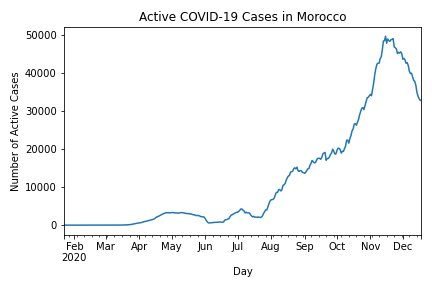 Active COVID-19 Cases in Morocco
Number of Active Cases
50000
40000
30000
20000
10000
0
Feb Mar Apr May Jun Jul Aug Sep Oct Nov Dec
2020
Day